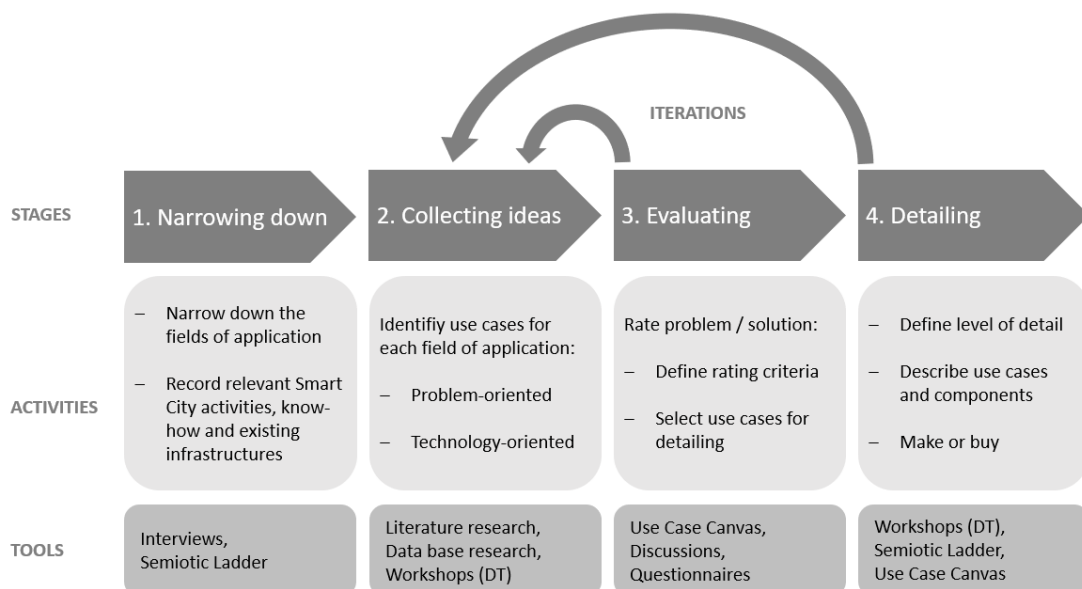 ITERATIONS
STAGES
1. Narrowing down
2. Collecting ideas
3. Evaluating
4. Detailing
ACTIVITIES
– Narrow down the
fields of application
– Record relevant Smart
City activities, know-
how and existing
infrastructures
Identifiy use cases for
each field of application:
– Problem-oriented
– Technology-oriented
Rate problem / solution:
– Define rating criteria
– Select use cases for
detailing
– Define level of detail
– Describe use cases
and components
– Make or buy
TOOLS
Interviews,
Semiotic Ladder
Literature research,
Data base research,
Workshops (DT)
Use Case Canvas,
Discussions,
Questionnaires
Workshops (DT),
Semiotic Ladder,
Use Case Canvas